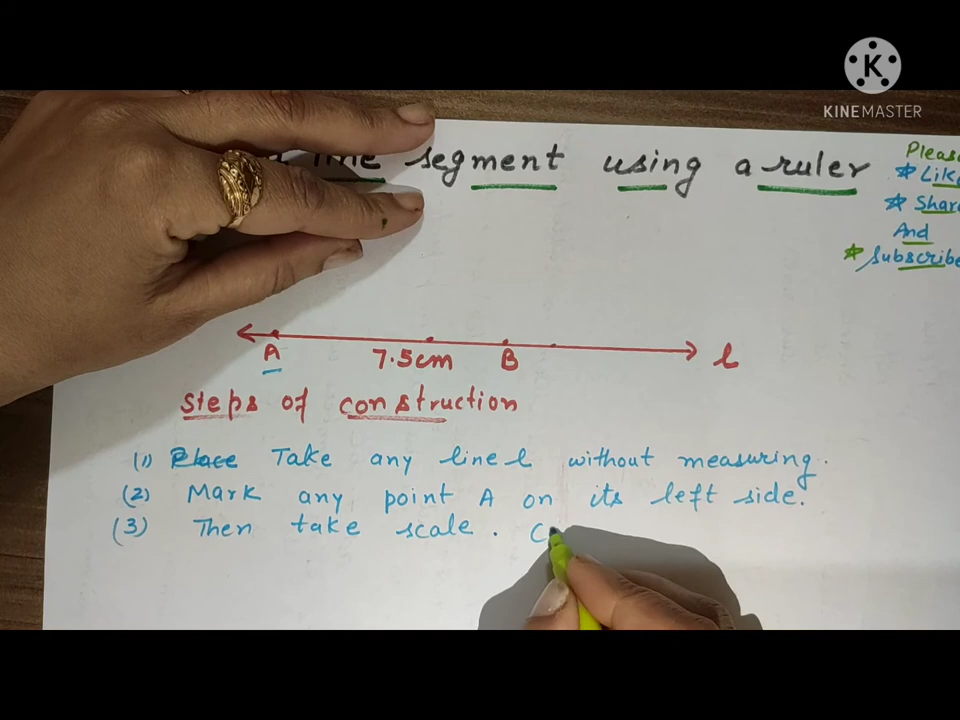 KINEMASTER
line segment using a ruler
Please
* Like
* Share
And
* Subscribe
A 7.5cm B l
Steps of construction
(1) Place Take any line l without measuring.
(2) Mark any point A on its left side.
(3) Then take scale. C